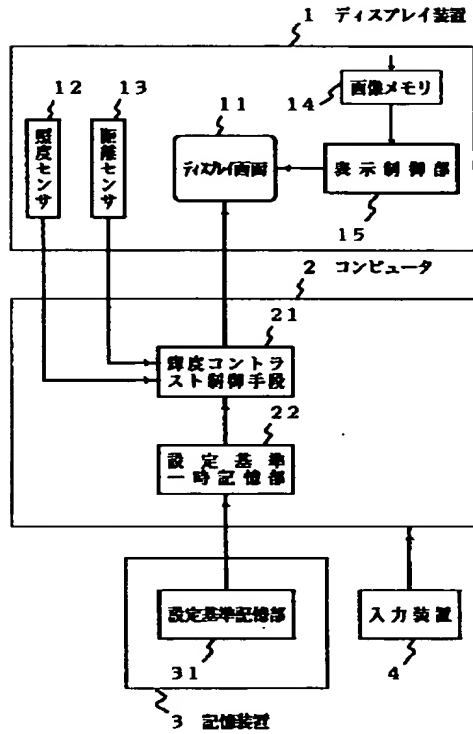 1 ディスプレイ装置
12
13
11
14
画像メモリ
照度センサ
距離センサ
ディスプレイ画面
表示制御部
15
2 コンピュータ
21
輝度コントラ
スト制御手段
22
設定基準
一時記憶部
設定基準記憶部
31
入力装置
4
3 記憶装置